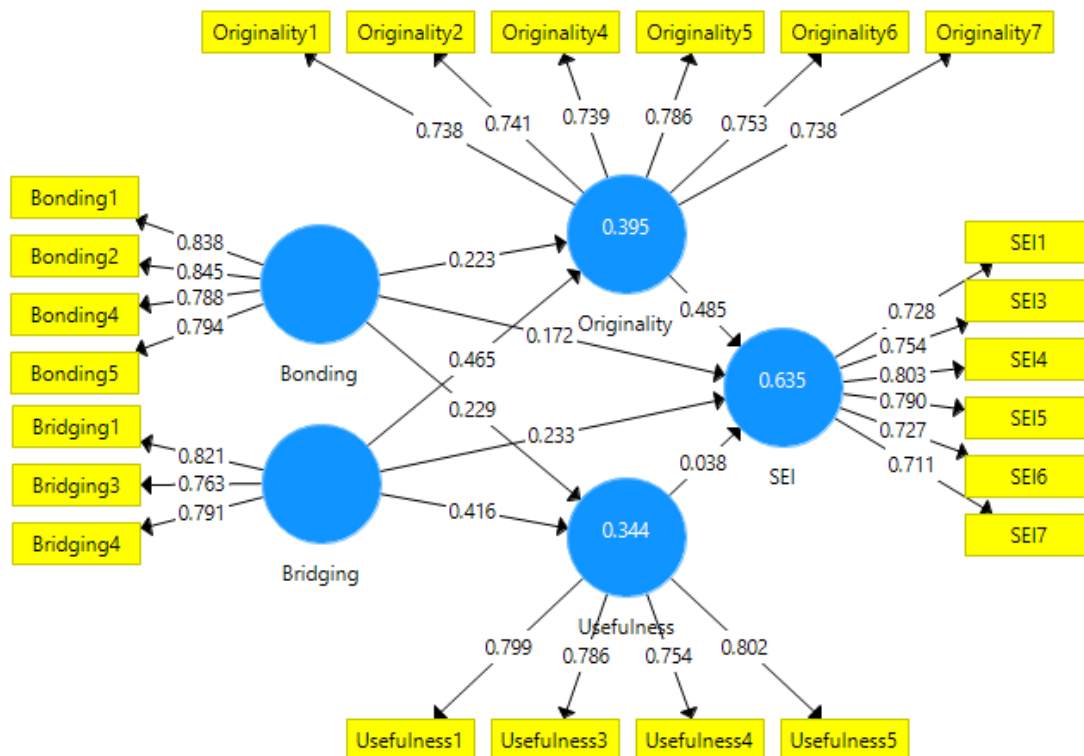 Originality1 Originality2 Originality4 Originality5 Originality6 Originality7
0.738 0.741 0.739 0.786 0.753 0.738
Bonding1
Bonding2
Bonding4
Bonding5
0.838
0.845
0.788
0.794
Bonding
Bridging1
Bridging3
Bridging4
0.821
0.763
0.791
Bridging
0.223
0.172
0.465
0.229
0.233
0.416
0.395
Originality
0.485
0.038
0.635
SEI
0.344
Usefulness
0.728
0.754
0.803
0.790
0.727
0.711
SEI1
SEI3
SEI4
SEI5
SEI6
SEI7
0.799 0.786 0.754 0.802
Usefulness1 Usefulness3 Usefulness4 Usefulness5